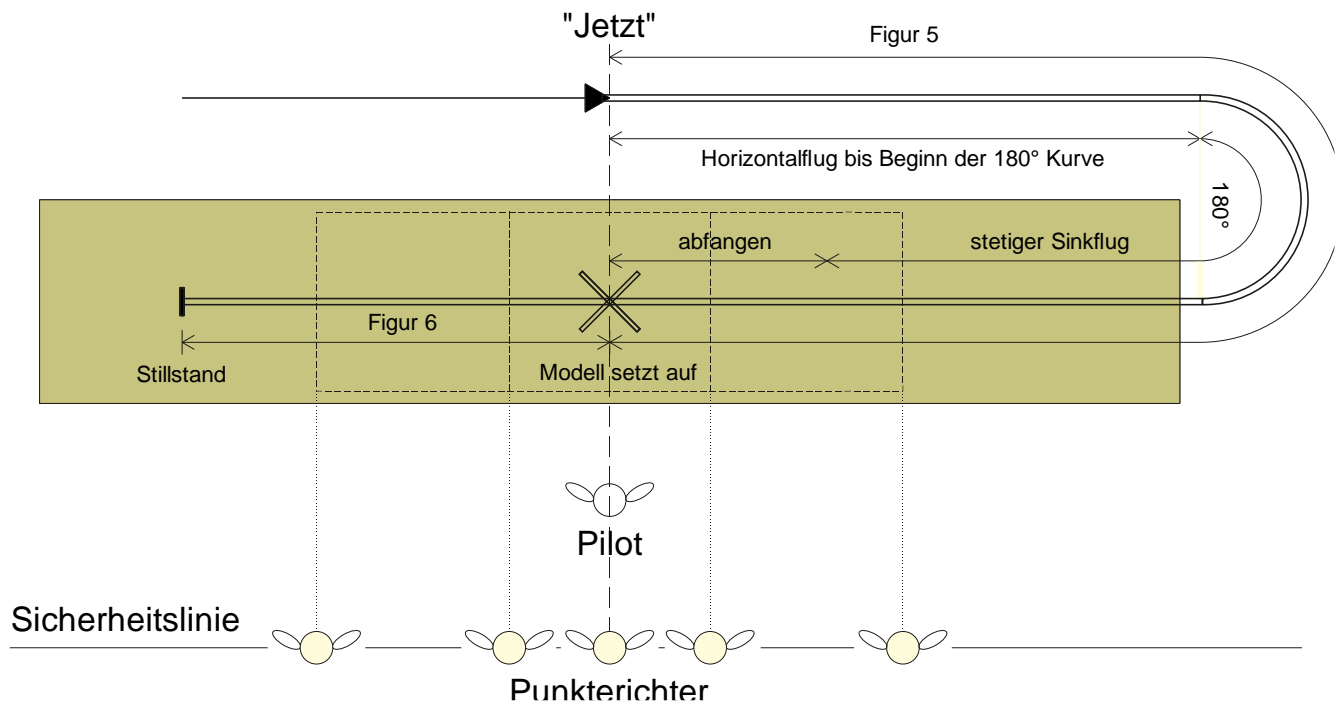 "Jetzt"
Figur 5
Horizontalflug bis Beginn der 180° Kurve
180°
abfangen
stetiger Sinkflug
Figur 6
Stillstand
Modell setzt auf
Pilot
Sicherheitslinie
Punkterichter